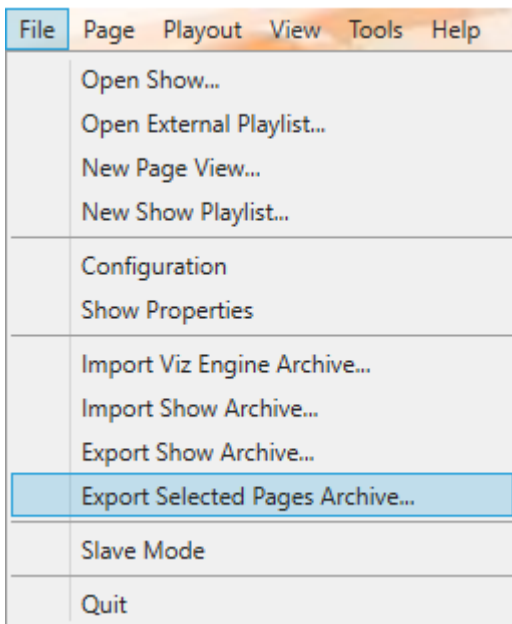 File Page Playout View Tools Help
Open Show...
Open External Playlist...
New Page View...
New Show Playlist...
Configuration
Show Properties
Import Viz Engine Archive...
Import Show Archive...
Export Show Archive...
Export Selected Pages Archive...
Slave Mode
Quit